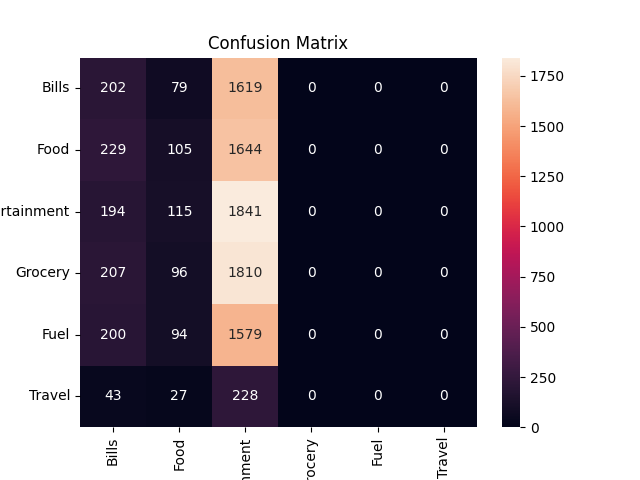 Confusion Matrix
Bills 202 79 1619 0 0 0
Food 229 105 1644 0 0 0
rtainment 194 115 1841 0 0 0
Grocery 207 96 1810 0 0 0
Fuel 200 94 1579 0 0 0
Travel 43 27 228 0 0 0
Bills Food nment rocery Fuel Travel
1750
1500
1250
1000
750
500
250
0